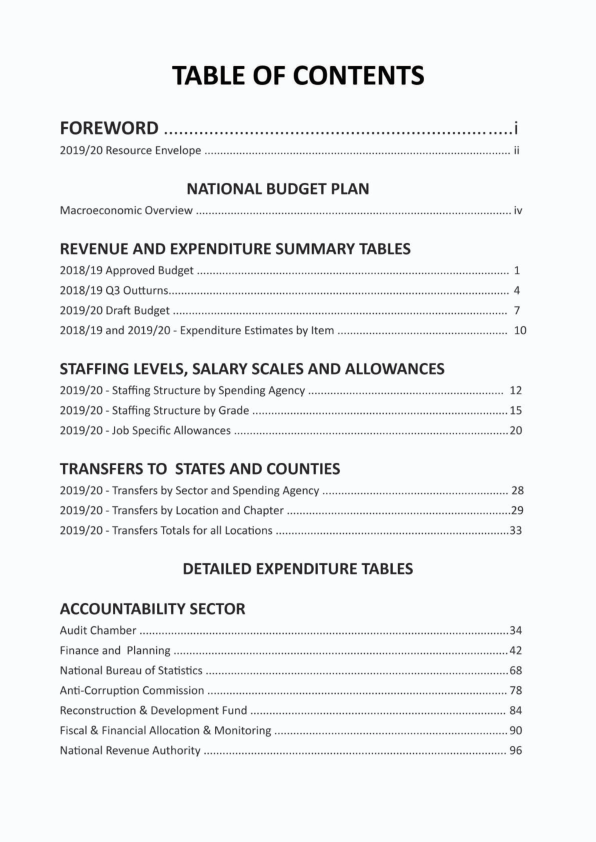 TABLE OF CONTENTS
FOREWORD ..................................................................i
2019/20 Resource Envelope .................................................................................................. ii
NATIONAL BUDGET PLAN
Macroeconomic Overview ..................................................................................................... iv
REVENUE AND EXPENDITURE SUMMARY TABLES
2018/19 Approved Budget .................................................................................................... 1
2018/19 Q3 Outturns............................................................................................................. 4
2019/20 Draft Budget ........................................................................................................... 7
2018/19 and 2019/20 - Expenditure Estimates by Item ....................................................... 10
STAFFING LEVELS, SALARY SCALES AND ALLOWANCES
2019/20 - Staffing Structure by Spending Agency ............................................................... 12
2019/20 - Staffing Structure by Grade ..................................................................................15
2019/20 - Job Specific Allowances ........................................................................................20
TRANSFERS TO  STATES AND COUNTIES
2019/20 - Transfers by Sector and Spending Agency ............................................................ 28
2019/20 - Transfers by Location and Chapter ........................................................................29
2019/20 - Transfers Totals for all Locations ...........................................................................33
DETAILED EXPENDITURE TABLES
ACCOUNTABILITY SECTOR
Audit Chamber .......................................................................................................................34
Finance and  Planning ............................................................................................................42
National Bureau of Statistics ..................................................................................................68
Anti-Corruption Commission ................................................................................................. 78
Reconstruction & Development Fund ................................................................................... 84
Fiscal & Financial Allocation & Monitoring ............................................................................90
National Revenue Authority .................................................................................................. 96